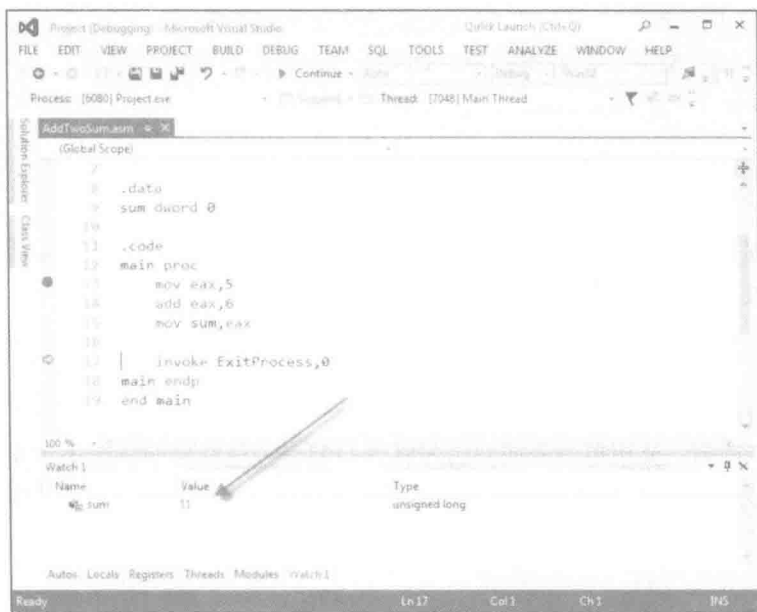 Project (Debugging) - Microsoft Visual Studio
Quick Launch (Ctrl+Q)
FILE EDIT VIEW PROJECT BUILD DEBUG TEAM SQL TOOLS TEST ANALYZE WINDOW HELP
Continue Auto Debug Win32
Process: [6080] Project.exe Suspend Thread: [7048] Main Thread
Solution Explorer
Class View
AddTwoSum.asm
(Global Scope)
7
8 .data
9 sum dword 0
10
11 .code
12 main proc
13 mov eax,5
14 add eax,6
15 mov sum,eax
16
17 invoke ExitProcess,0
18 main endp
19 end main
100 %
Watch 1
Name Value Type
sum 11 unsigned long
Autos Locals Registers Threads Modules Watch 1
Ready Ln 17 Col 1 Ch 1 INS